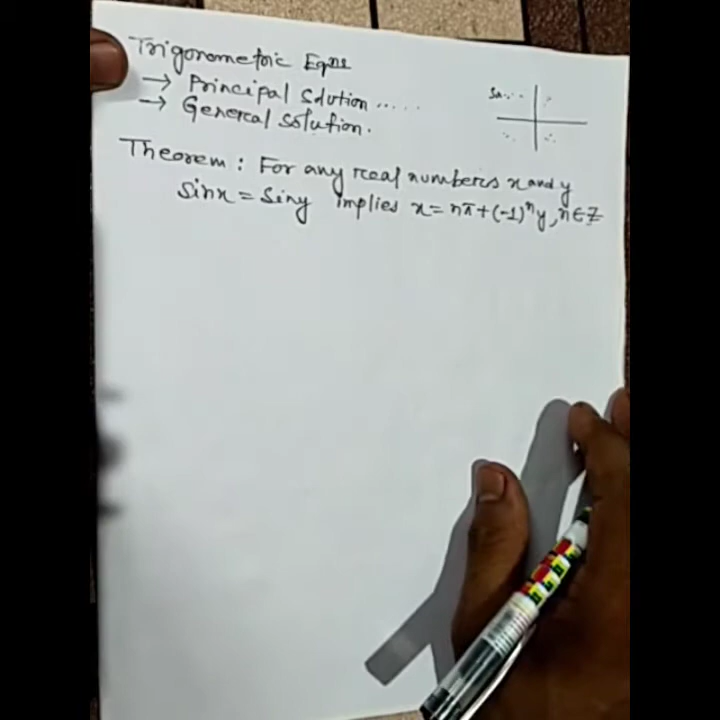 Trigonometric Eqns
→ Principal Solution .....
→ General Solution.
Theorem : For any real numbers x and y
sinx = siny implies x = nπ + (-1)ⁿy, n ∈ Z